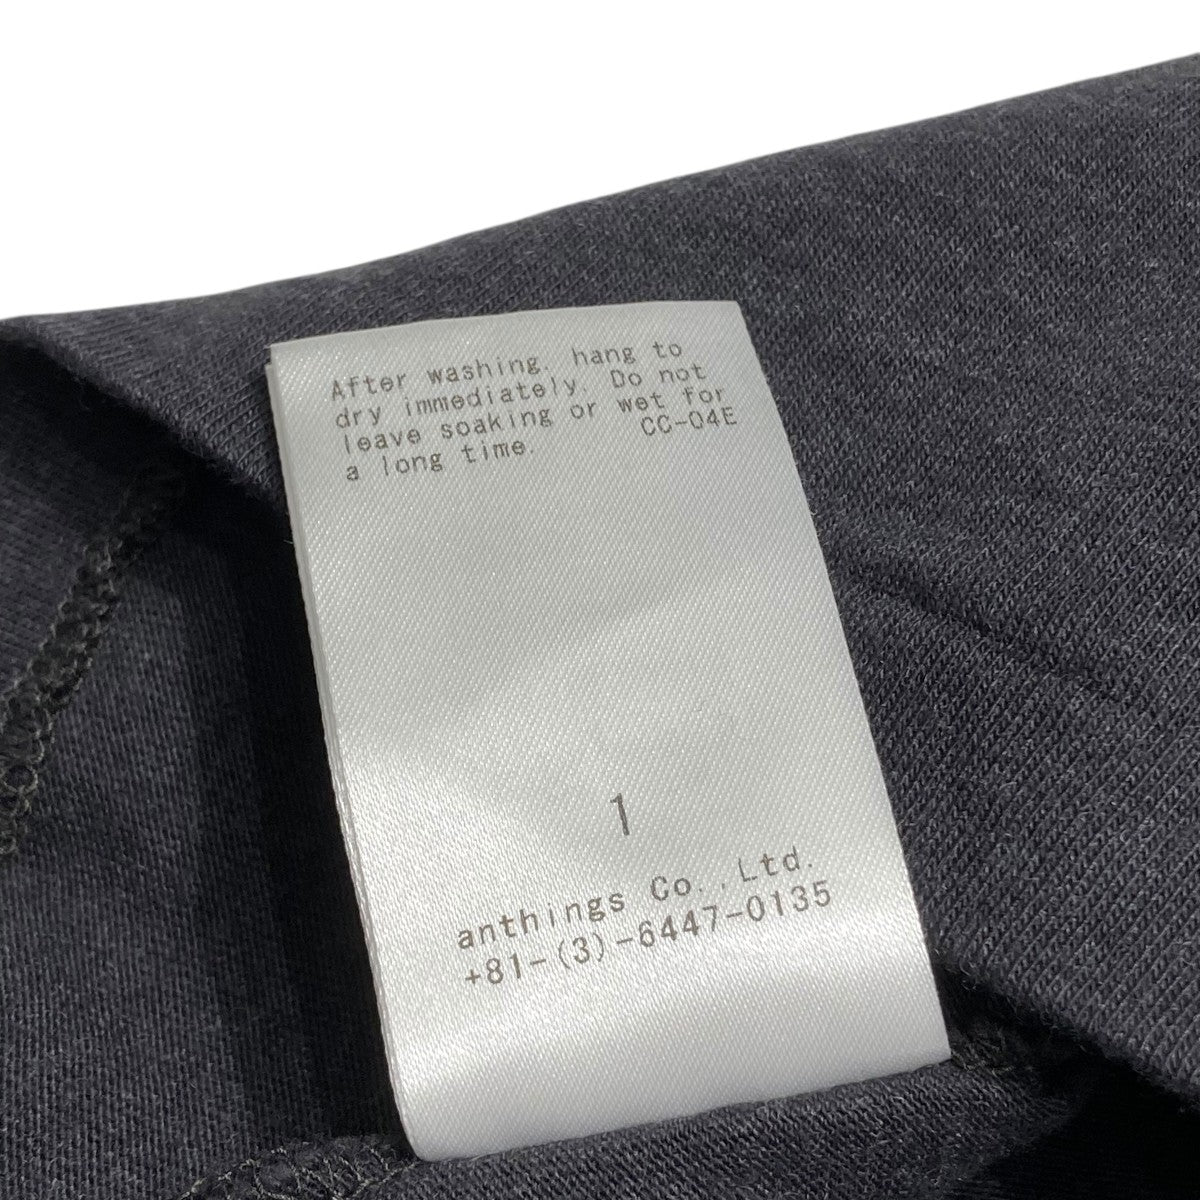 After washing, hang to
dry immediately. Do not
leave soaking or wet for
a long time. CC-04E
1
anthings Co.,Ltd.
+81-(3)-6447-0135